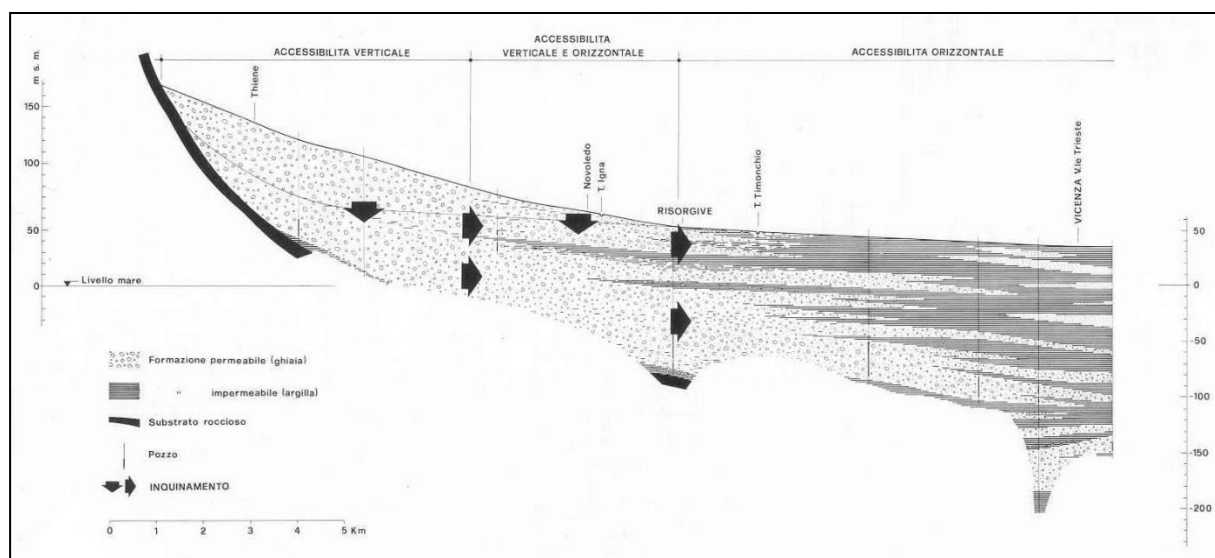 ACCESSIBILITA VERTICALE
ACCESSIBILITA
VERTICALE E ORIZZONTALE
ACCESSIBILITA ORIZZONTALE
m s. m.
150
100
50
0
Thiene
Novoledo
T. Igna
RISORGIVE
T. Timonchio
VICENZA V.le Trieste
Livello mare
50
0
-50
-100
-150
-200
Formazione permeabile (ghiaia)
" impermeabile (argilla)
Substrato roccioso
Pozzo
INQUINAMENTO
0 1 2 3 4 5 Km